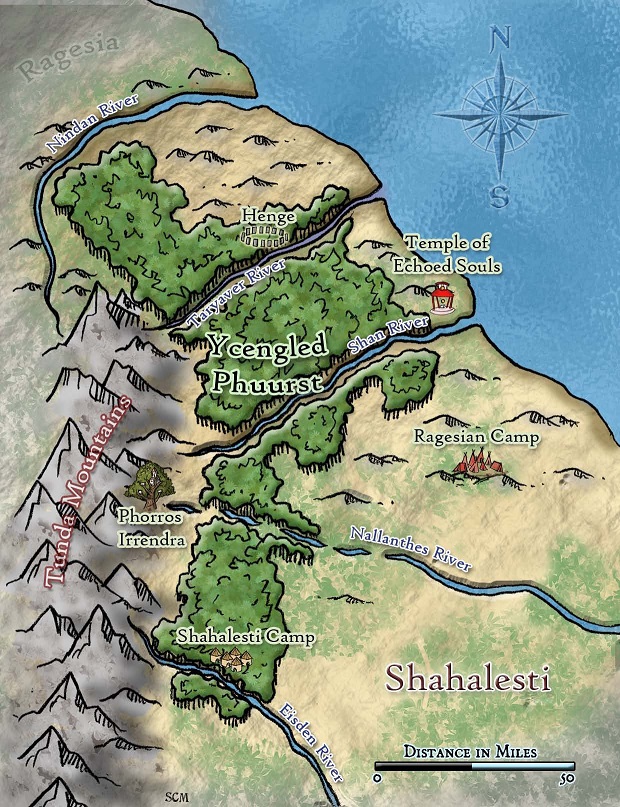 Ragesia
N
Nindan River
S
Henge
Temple of
Echoed Souls
Taryaver River
Shan River
Ycengled
Phuurst
Tunda Mountains
Ragesian Camp
Phorros
Irrendra
Nallanthes River
Shahalesti Camp
Shahalesti
Eisden River
Distance in Miles
0
50
SCM